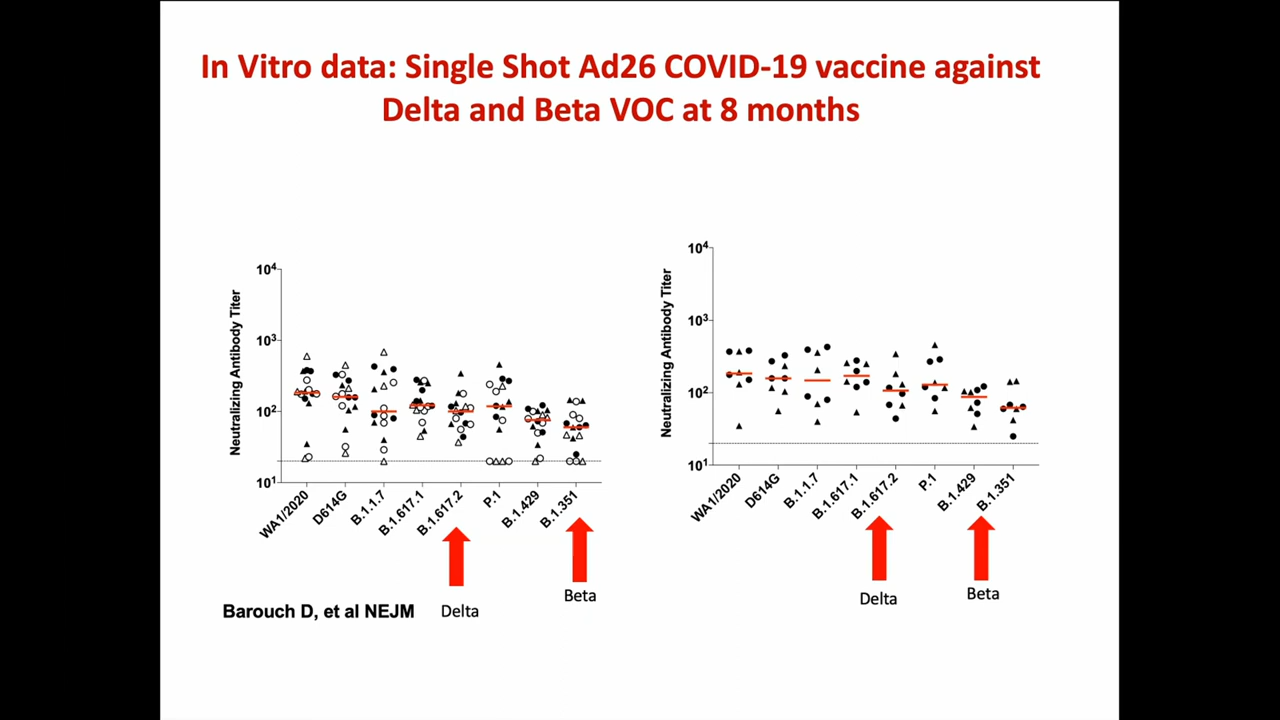 In Vitro data: Single Shot Ad26 COVID-19 vaccine against
Delta and Beta VOC at 8 months
Neutralizing Antibody Titer
10⁴
10³
10²
10¹
WA1/2020
D614G
B.1.1.7
B.1.617.1
B.1.617.2
P.1
B.1.429
B.1.351
Delta
Beta
Barouch D, et al NEJM
Neutralizing Antibody Titer
10⁴
10³
10²
10¹
WA1/2020
D614G
B.1.1.7
B.1.617.1
B.1.617.2
P.1
B.1.429
B.1.351
Delta
Beta